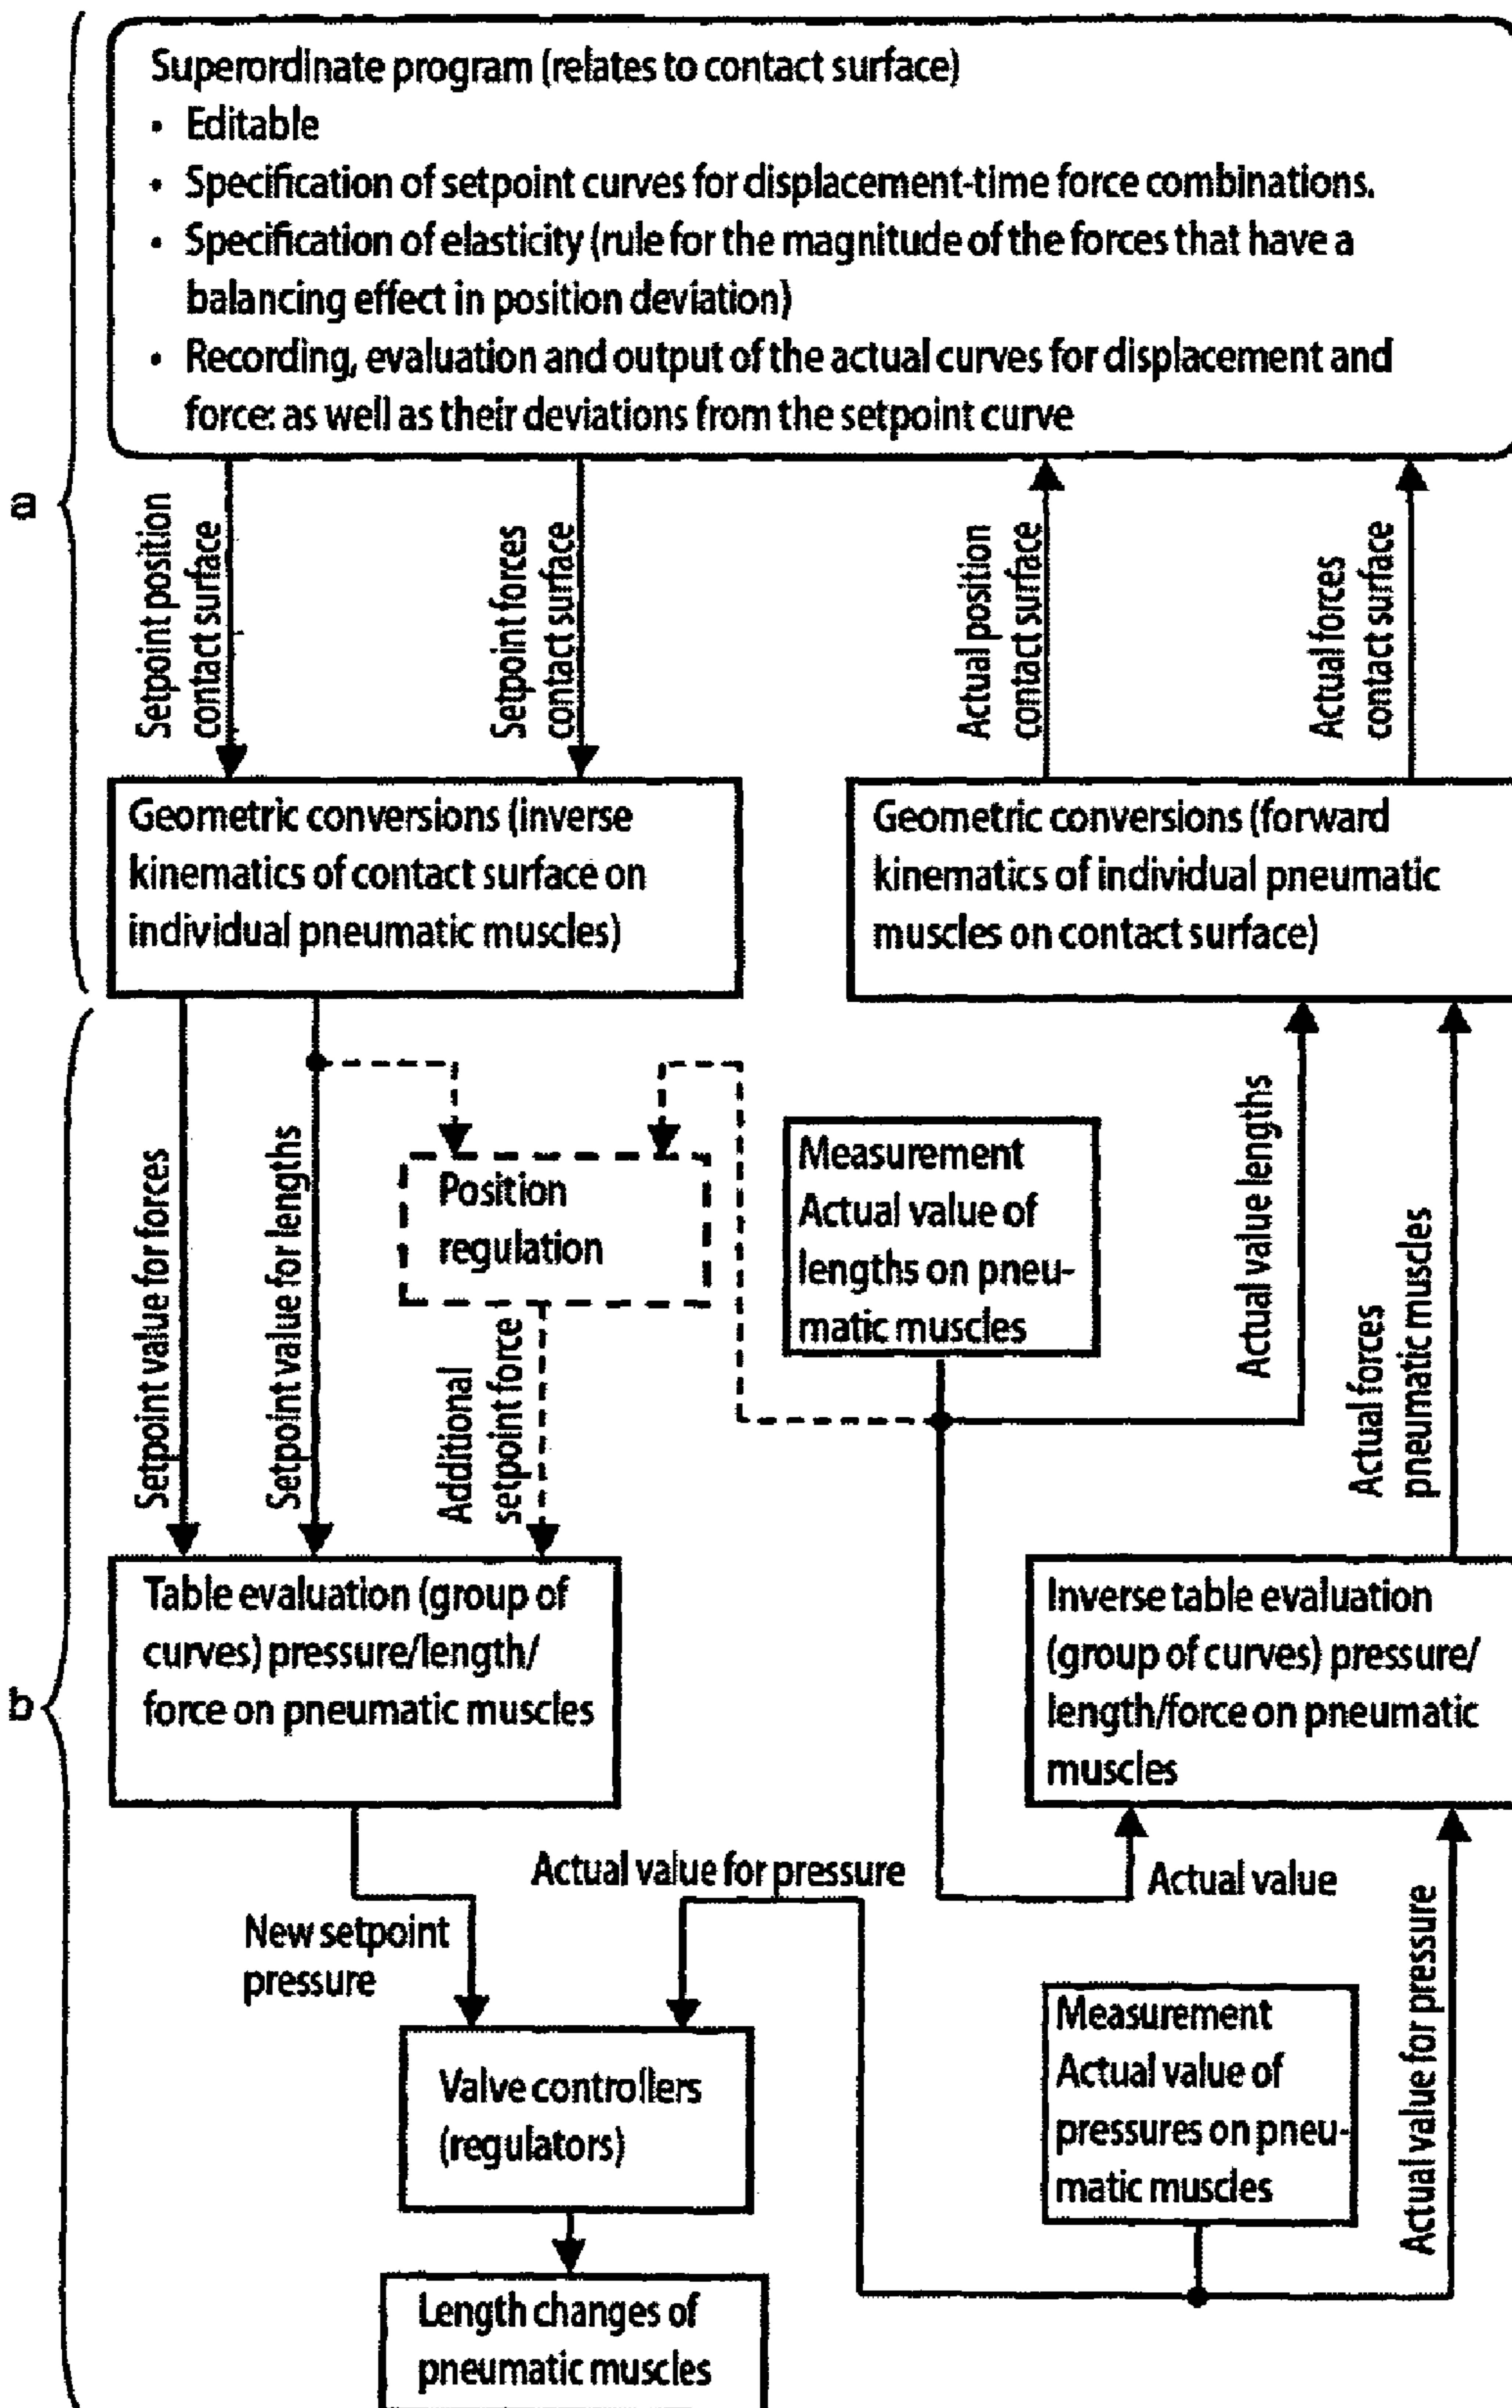 Superordinate program (relates to contact surface)
• Editable
• Specification of setpoint curves for displacement-time force combinations.
• Specification of elasticity (rule for the magnitude of the forces that have a
balancing effect in position deviation)
• Recording, evaluation and output of the actual curves for displacement and
force: as well as their deviations from the setpoint curve
a
Setpoint position
contact surface
Setpoint forces
contact surface
Actual position
contact surface
Actual forces
contact surface
Geometric conversions (inverse
kinematics of contact surface on
individual pneumatic muscles)
Geometric conversions (forward
kinematics of individual pneumatic
muscles on contact surface)
Setpoint value for forces
Setpoint value for lengths
Position
regulation
Additional
setpoint force
Measurement
Actual value of
lengths on pneu-
matic muscles
Actual value lengths
Actual forces
pneumatic muscles
b
Table evaluation (group of
curves) pressure/length/
force on pneumatic muscles
Inverse table evaluation
(group of curves) pressure/
length/force on pneumatic
muscles
Actual value for pressure
Actual value
New setpoint
pressure
Valve controllers
(regulators)
Measurement
Actual value of
pressures on pneu-
matic muscles
Actual value for pressure
Length changes of
pneumatic muscles